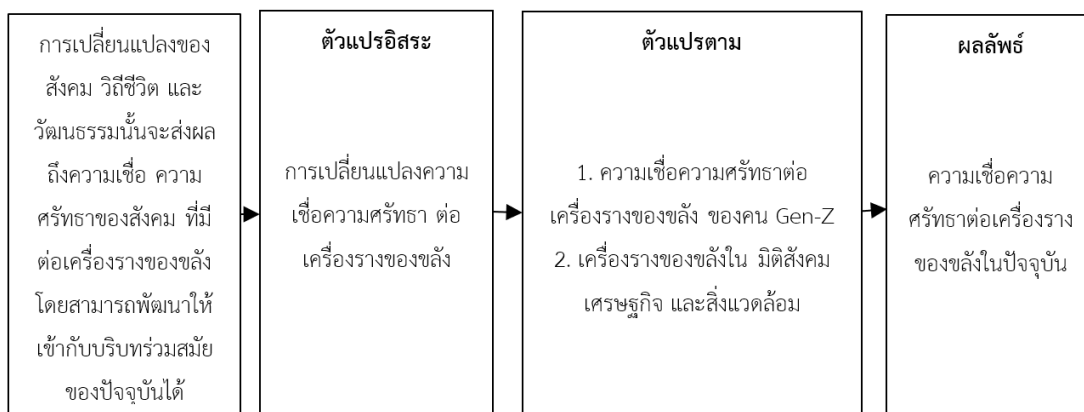 การเปลี่ยนแปลงของ
สังคม วิถีชีวิต และ
วัฒนธรรมนั้นจะส่งผล
ถึงความเชื่อ ความ
ศรัทธาของสังคม ที่มี
ต่อเครื่องรางของขลัง
โดยสามารถพัฒนาให้
เข้ากับบริบทร่วมสมัย
ของปัจจุบันได้
ตัวแปรอิสระ
การเปลี่ยนแปลงความ
เชื่อความศรัทธา ต่อ
เครื่องรางของขลัง
ตัวแปรตาม
1. ความเชื่อความศรัทธาต่อ
เครื่องรางของขลัง ของคน Gen-Z
2. เครื่องรางของขลังใน มิติสังคม
เศรษฐกิจ และสิ่งแวดล้อม
ผลลัพธ์
ความเชื่อความ
ศรัทธาต่อเครื่องราง
ของขลังในปัจจุบัน